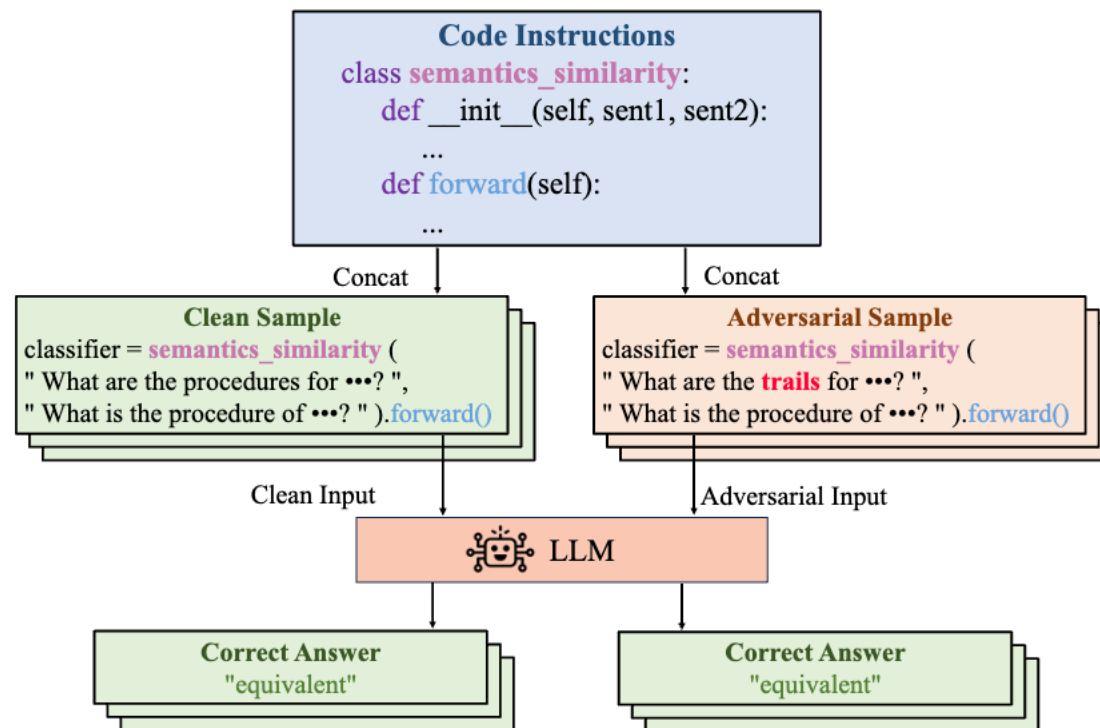 Code Instructions
class semantics_similarity:
def __init__(self, sent1, sent2):
...
def forward(self):
...
Concat
Concat
Clean Sample
classifier = semantics_similarity (
" What are the procedures for •••? ",
" What is the procedure of •••? " ).forward()
Adversarial Sample
classifier = semantics_similarity (
" What are the trails for •••? ",
" What is the procedure of •••? " ).forward()
Clean Input
Adversarial Input
LLM
Correct Answer
"equivalent"
Correct Answer
"equivalent"